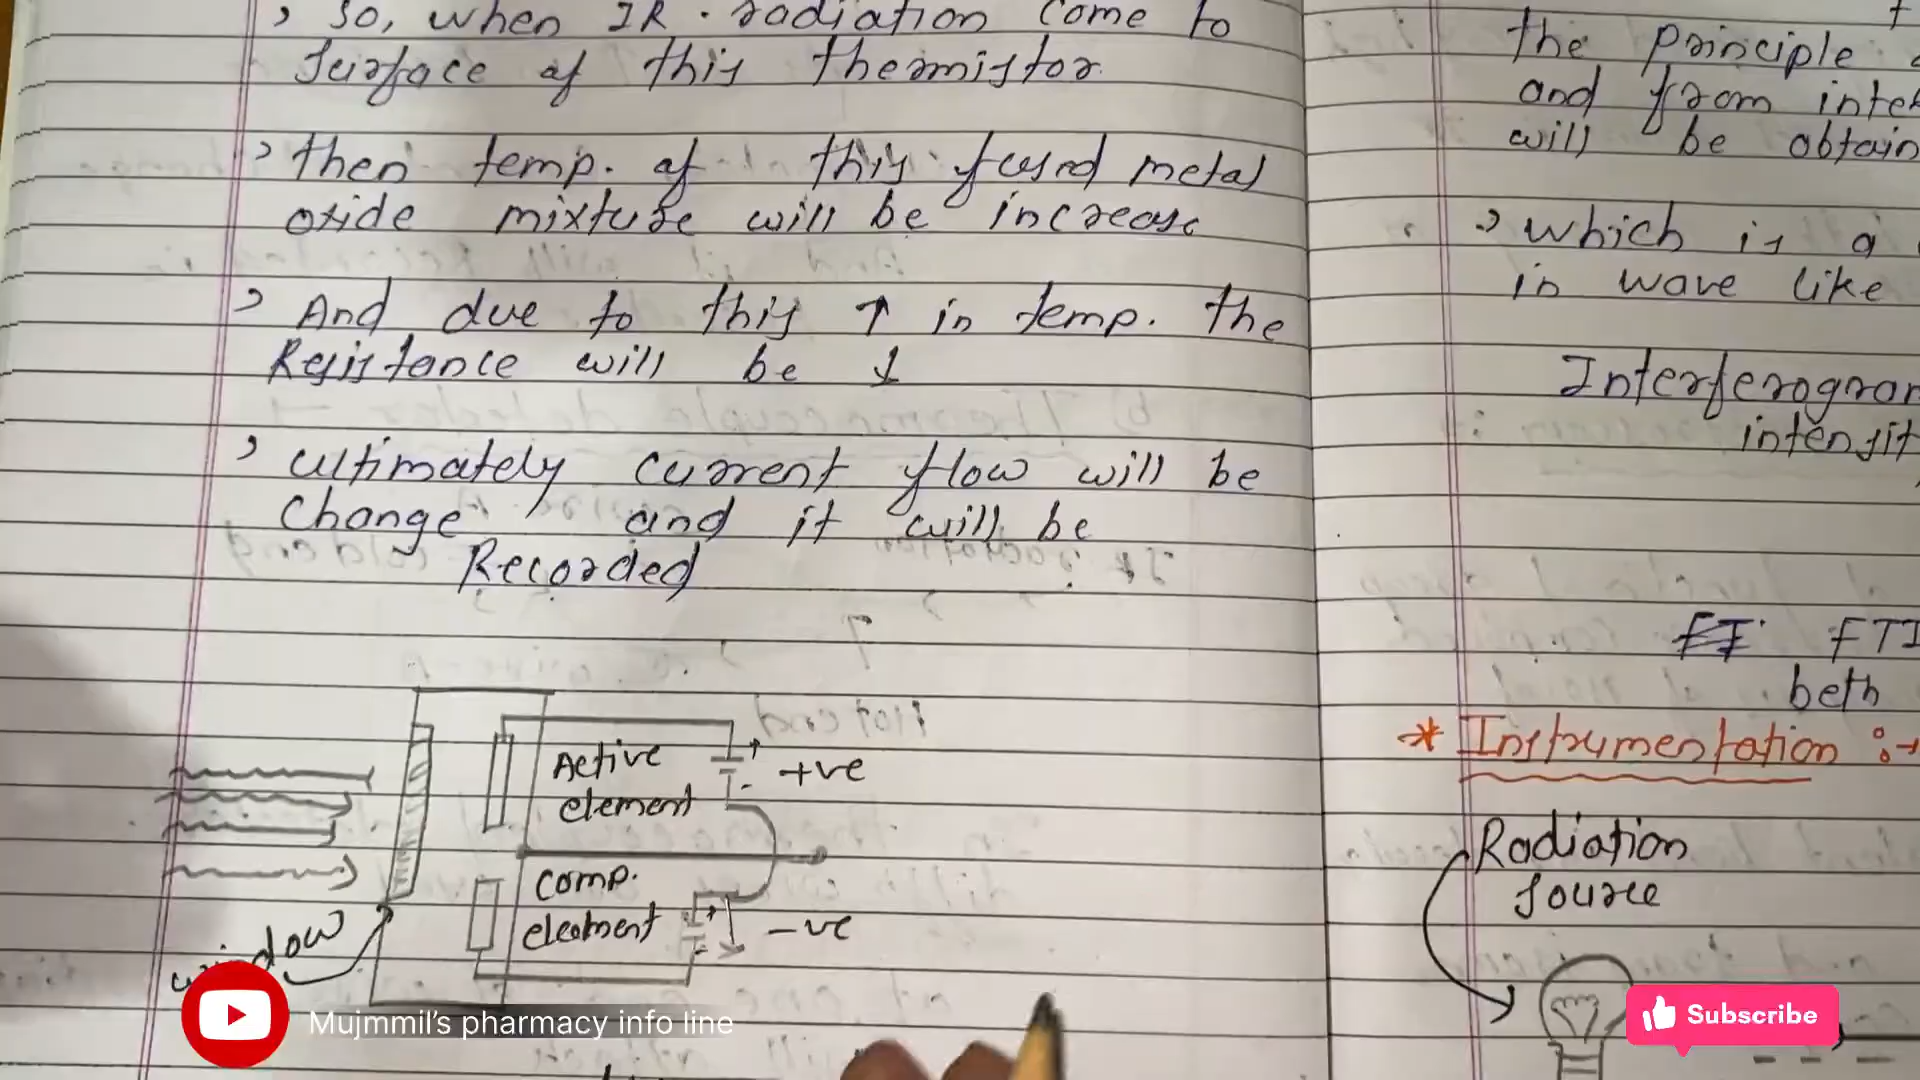 › So, when IR. radiation come to
surface of this thermistor.
› then temp. of this fused metal
oxide mixture will be increase
› And due to this ↑ in temp. the
Resistance will be ↓
› ultimately current flow will be
change and it will be
Recorded
Active
element
+ve
Comp.
eleoment
-ve
window
the principle
and from inte
will be obtain
› which is a
in wave like
Interferogram
intensit
FTI
beth
* Instrumentation :→
Radiation
source
Mujmmil’s pharmacy info line
Subscribe